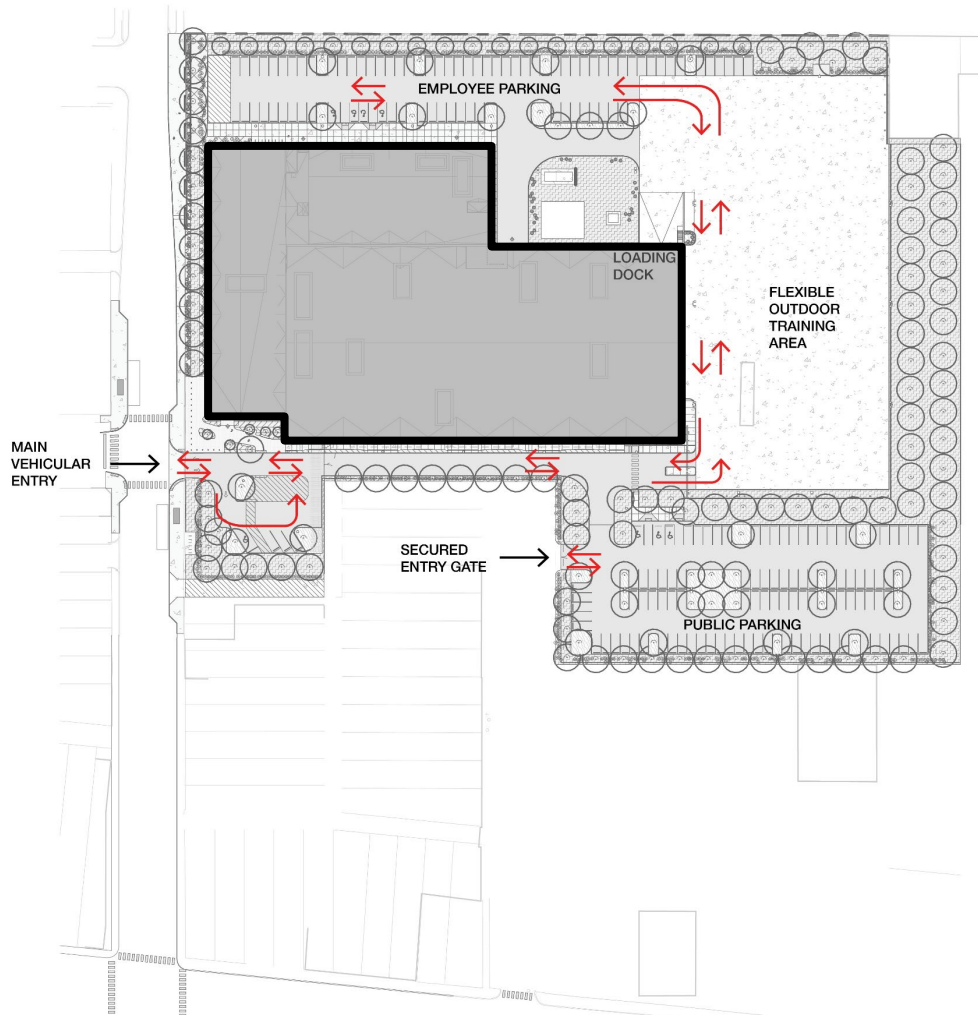 EMPLOYEE PARKING
LOADING
DOCK
FLEXIBLE
OUTDOOR
TRAINING
AREA
MAIN
VEHICULAR
ENTRY
SECURED
ENTRY GATE
PUBLIC PARKING